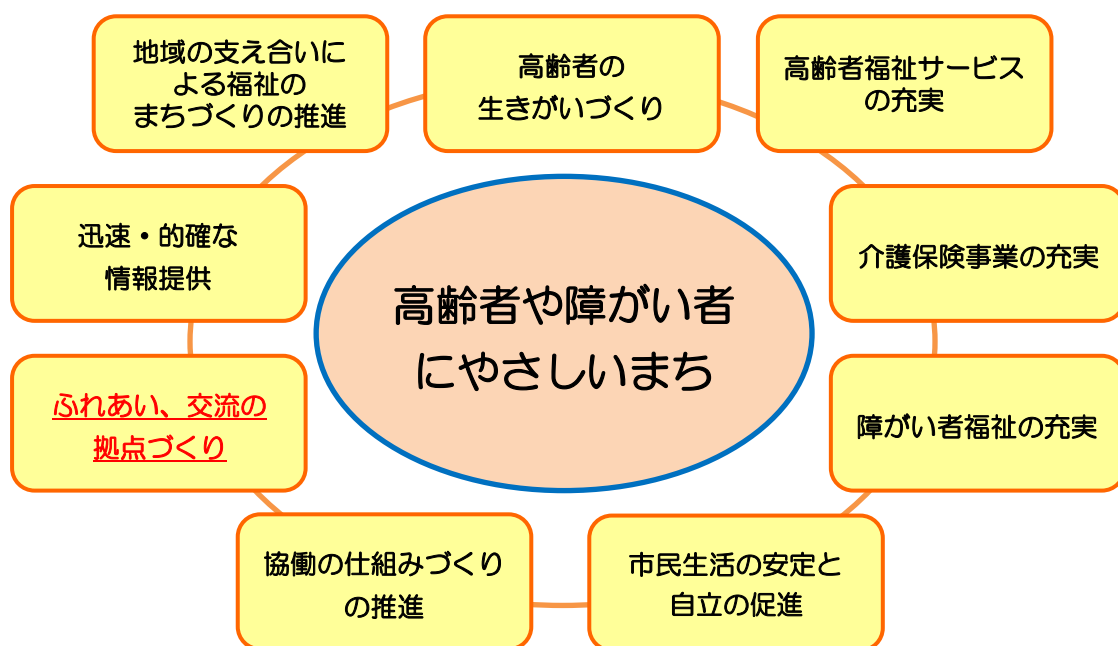 地域の支え合いに
よる福祉の
まちづくりの推進
高齢者の
生きがいづくり
高齢者福祉サービス
の充実
迅速・的確な
情報提供
介護保険事業の充実
高齢者や障がい者
にやさしいまち
ふれあい、交流の
拠点づくり
障がい者福祉の充実
協働の仕組みづくり
の推進
市民生活の安定と
自立の促進